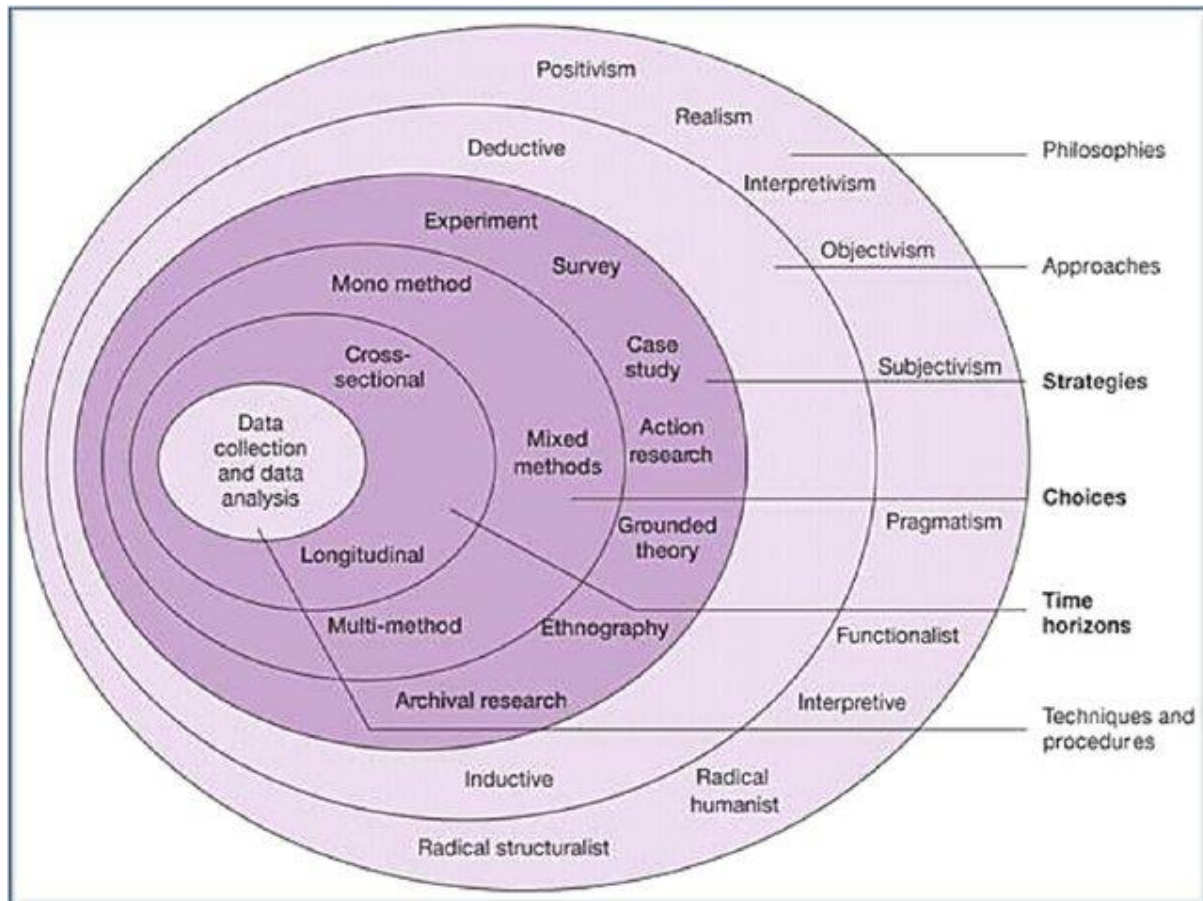 Positivism
Realism
Philosophies
Deductive
Interpretivism
Experiment
Objectivism
Survey
Approaches
Mono method
Case
study
Cross-
sectional
Subjectivism
Strategies
Data
collection
and data
analysis
Mixed
methods
Action
research
Choices
Grounded
theory
Pragmatism
Longitudinal
Time
horizons
Multi-method
Ethnography
Functionalist
Archival research
Interpretive
Techniques and
procedures
Inductive
Radical
humanist
Radical structuralist